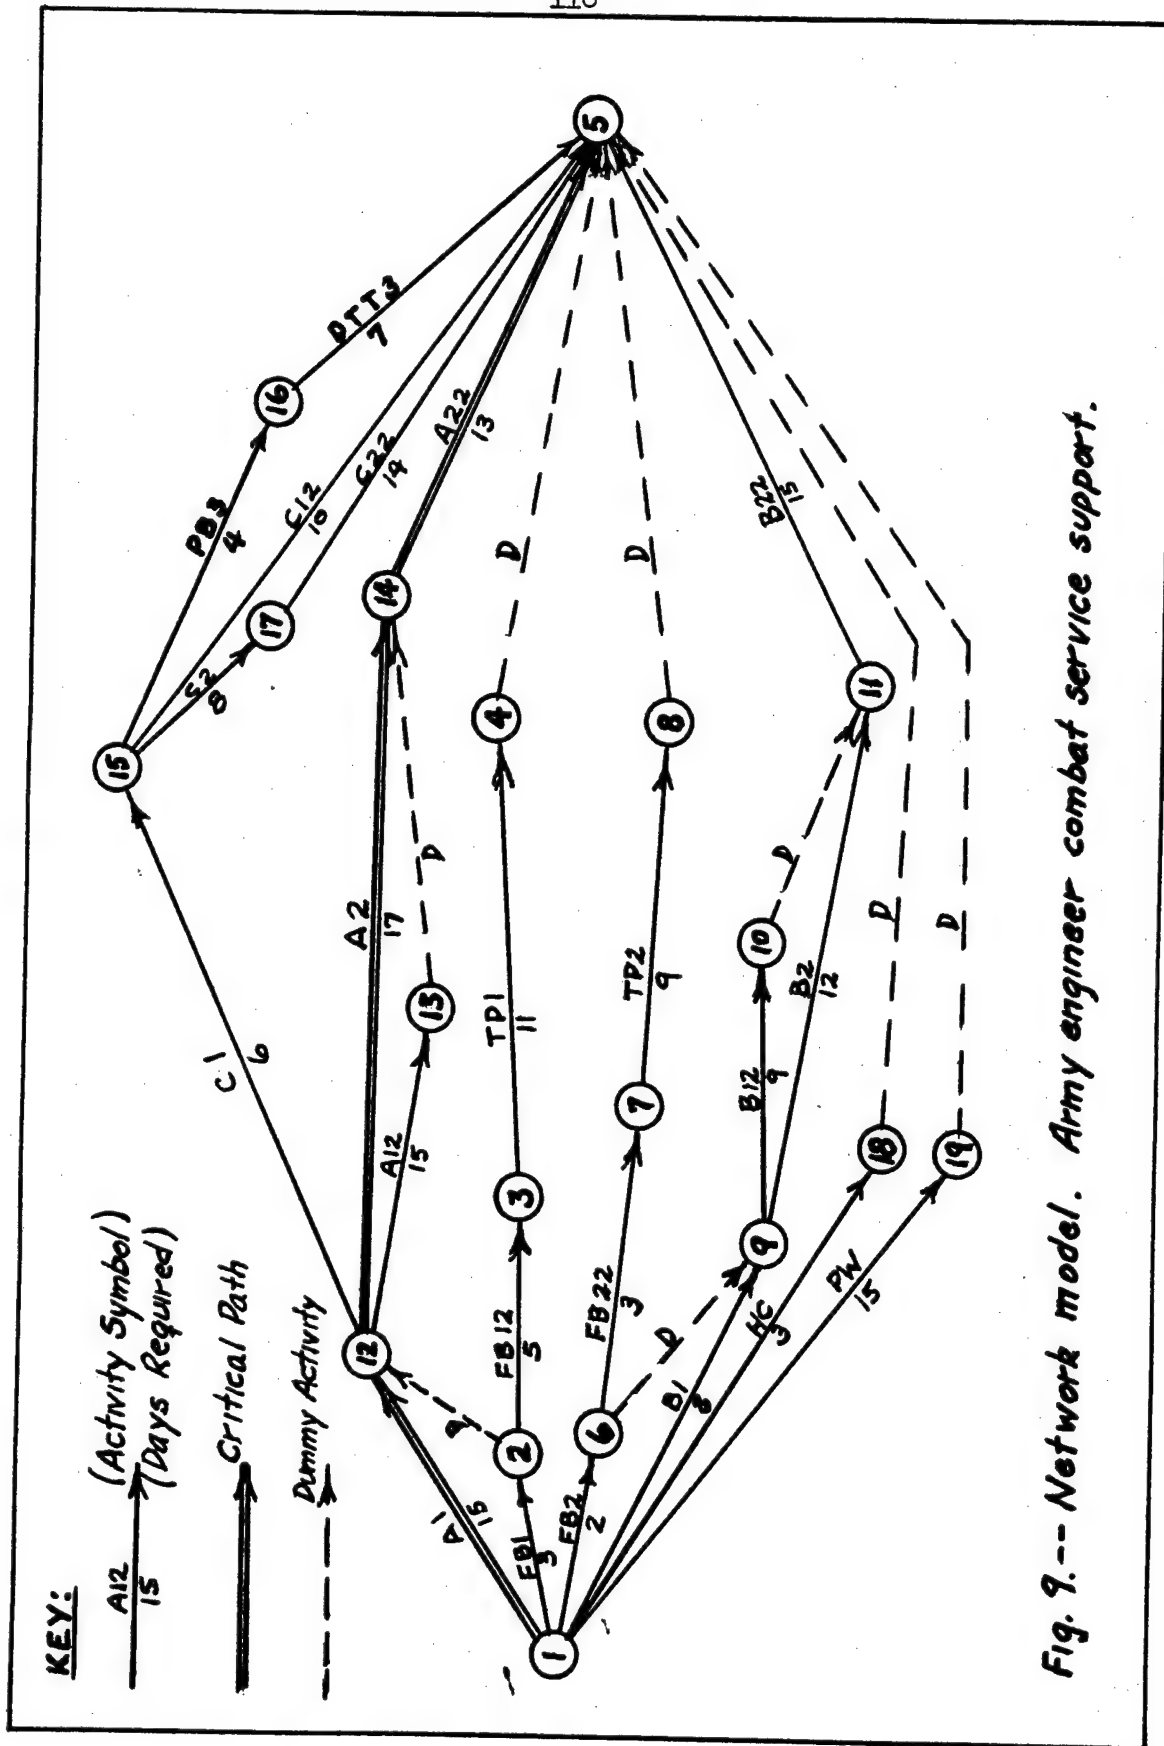 118
KEY:
A12 (Activity Symbol)
15 (Days Required)
Critical Path
Dummy Activity
1
A1
15
FB1
3
FB2
2
B1
8
HC
3
PW
15
2
D
6
D
12
C1
6
A2
17
A12
15
13
D
14
A22
13
15
PB3
4
16
DTT3
7
C12
10
C2
8
17
C22
14
FB12
5
3
TP1
11
4
D
FB22
3
7
TP2
9
8
D
9
B12
9
10
D
B2
12
11
B22
15
18
D
19
D
5
Fig. 9.-- Network model. Army engineer combat service support.